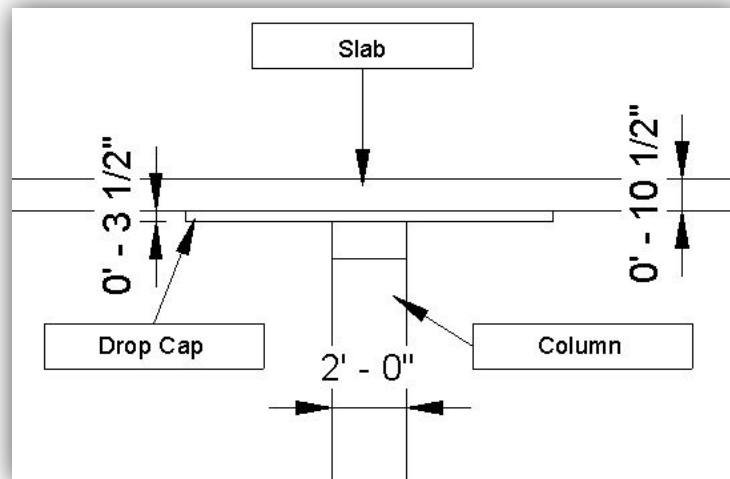 Slab
0' - 3 1/2"
0' - 10 1/2"
Drop Cap
Column
2' - 0"